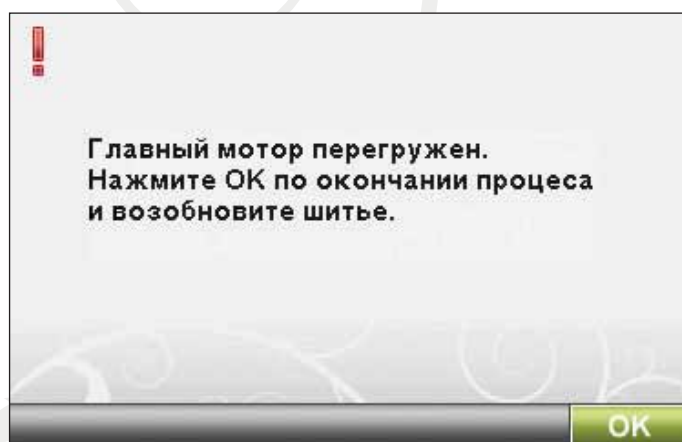 Главный мотор перегружен.
Нажмите OK по окончании процеса
и возобновите шитье.
OK